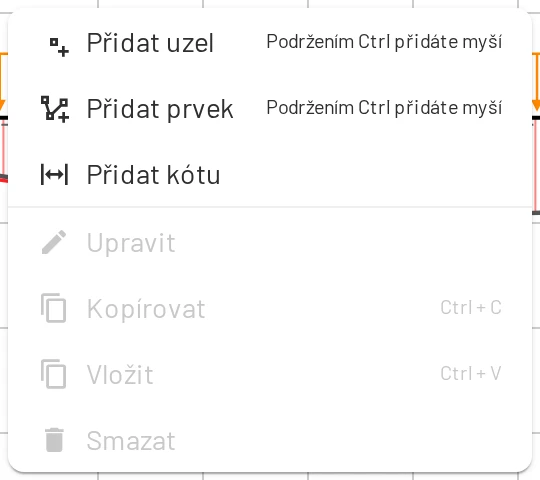 Přidat uzel Podržením Ctrl přidáte myší
Přidat prvek Podržením Ctrl přidáte myší
Přidat kótu
Upravit
Kopírovat Ctrl + C
Vložit Ctrl + V
Smazat